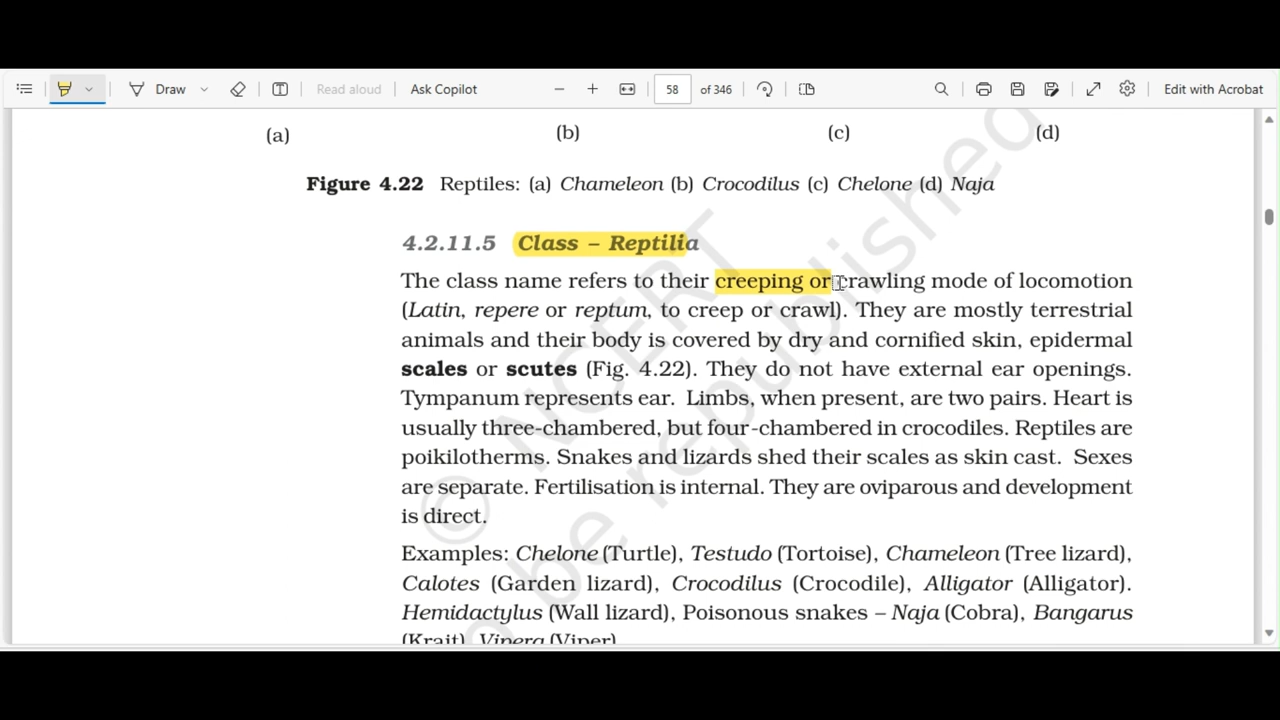 Draw
Read aloud
Ask Copilot
58 of 346
Edit with Acrobat
(a) (b) (c) (d)
Figure 4.22 Reptiles: (a) Chameleon (b) Crocodilus (c) Chelone (d) Naja
4.2.11.5 Class – Reptilia
The class name refers to their creeping or crawling mode of locomotion
(Latin, repere or reptum, to creep or crawl). They are mostly terrestrial
animals and their body is covered by dry and cornified skin, epidermal
scales or scutes (Fig. 4.22). They do not have external ear openings.
Tympanum represents ear. Limbs, when present, are two pairs. Heart is
usually three-chambered, but four-chambered in crocodiles. Reptiles are
poikilotherms. Snakes and lizards shed their scales as skin cast. Sexes
are separate. Fertilisation is internal. They are oviparous and development
is direct.
Examples: Chelone (Turtle), Testudo (Tortoise), Chameleon (Tree lizard),
Calotes (Garden lizard), Crocodilus (Crocodile), Alligator (Alligator).
Hemidactylus (Wall lizard), Poisonous snakes – Naja (Cobra), Bangarus
(Krait), Vipera (Viper).
© NCERT
be republished